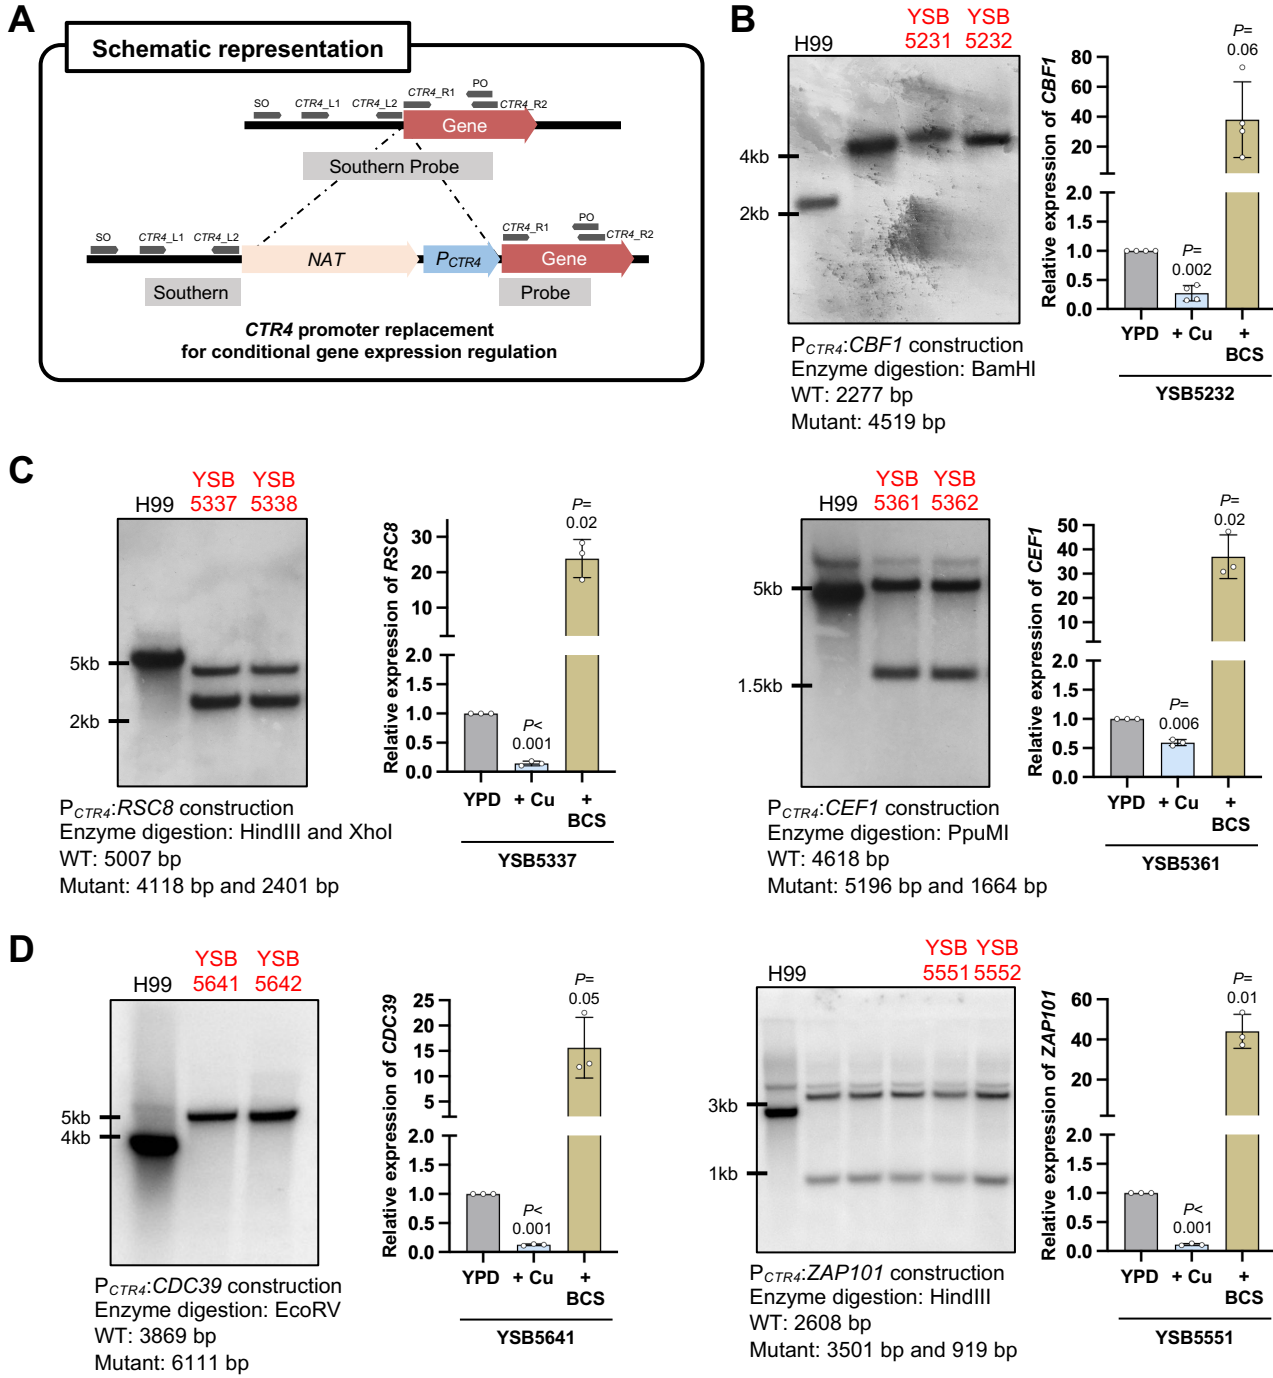 A
Schematic representation
SO
CTR4_L1
CTR4_L2
CTR4_R1
PO
CTR4_R2
Gene
Southern Probe
SO
CTR4_L1
CTR4_L2
CTR4_R1
PO
CTR4_R2
NAT
PCTR4
Gene
Southern
Probe
CTR4 promoter replacement
for conditional gene expression regulation
B
H99
YSB
5231
YSB
5232
4kb
2kb
PCTR4:CBF1 construction
Enzyme digestion: BamHI
WT: 2277 bp
Mutant: 4519 bp
Relative expression of CBF1
80
60
40
20
2.0
1.5
1.0
0.5
0.0
P=
0.002
P=
0.06
YPD
+ Cu
+
BCS
YSB5232
C
H99
YSB
5337
YSB
5338
5kb
2kb
PCTR4:RSC8 construction
Enzyme digestion: HindIII and XhoI
WT: 5007 bp
Mutant: 4118 bp and 2401 bp
Relative expression of RSC8
30
20
10
2.0
1.5
1.0
0.5
0.0
P<
0.001
P=
0.02
YPD
+ Cu
+
BCS
YSB5337
H99
YSB
5361
YSB
5362
5kb
1.5kb
PCTR4:CEF1 construction
Enzyme digestion: PpuMI
WT: 4618 bp
Mutant: 5196 bp and 1664 bp
Relative expression of CEF1
50
40
30
20
10
2.0
1.5
1.0
0.5
0.0
P=
0.006
P=
0.02
YPD
+ Cu
+
BCS
YSB5361
D
H99
YSB
5641
YSB
5642
5kb
4kb
PCTR4:CDC39 construction
Enzyme digestion: EcoRV
WT: 3869 bp
Mutant: 6111 bp
Relative expression of CDC39
25
20
15
10
5
2.0
1.5
1.0
0.5
0.0
P<
0.001
P=
0.05
YPD
+ Cu
+
BCS
YSB5641
H99
YSB
5551
YSB
5552
3kb
1kb
PCTR4:ZAP101 construction
Enzyme digestion: HindIII
WT: 2608 bp
Mutant: 3501 bp and 919 bp
Relative expression of ZAP101
60
40
20
2.0
1.5
1.0
0.5
0.0
P<
0.001
P=
0.01
YPD
+ Cu
+
BCS
YSB5551